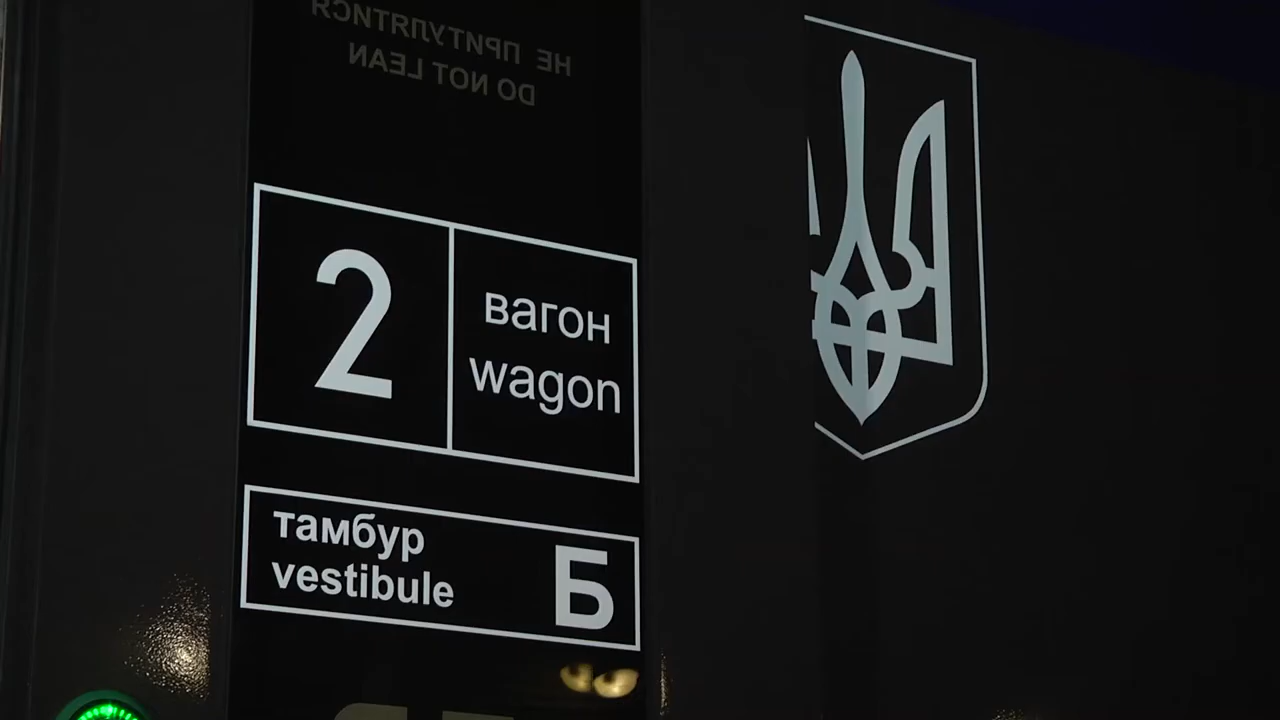 НЕ ПРИТУЛЯТИСЯ
DO NOT LEAN
2
вагон
wagon
тамбур
vestibule
Б